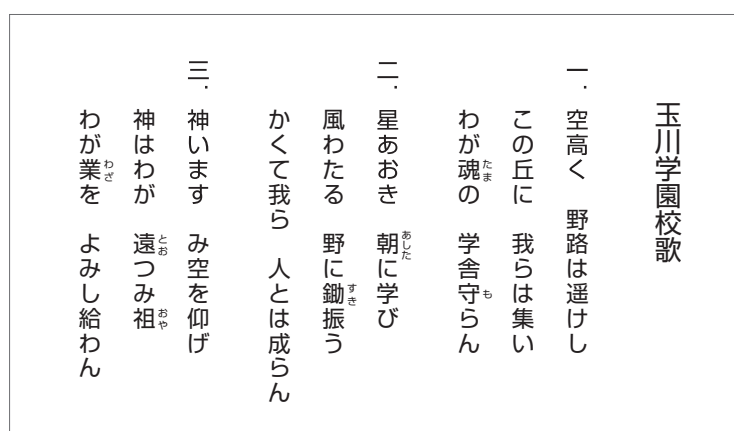 玉川学園校歌
一. 空高く 野路は遥けし
この丘に 我らは集い
わが魂の 学舎守らん
二. 星あおき 朝に学び
風わたる 野に鋤振う
かくて我ら 人とは成らん
三. 神います み空を仰げ
神はわが 遠つみ祖
わが業を よみし給わん